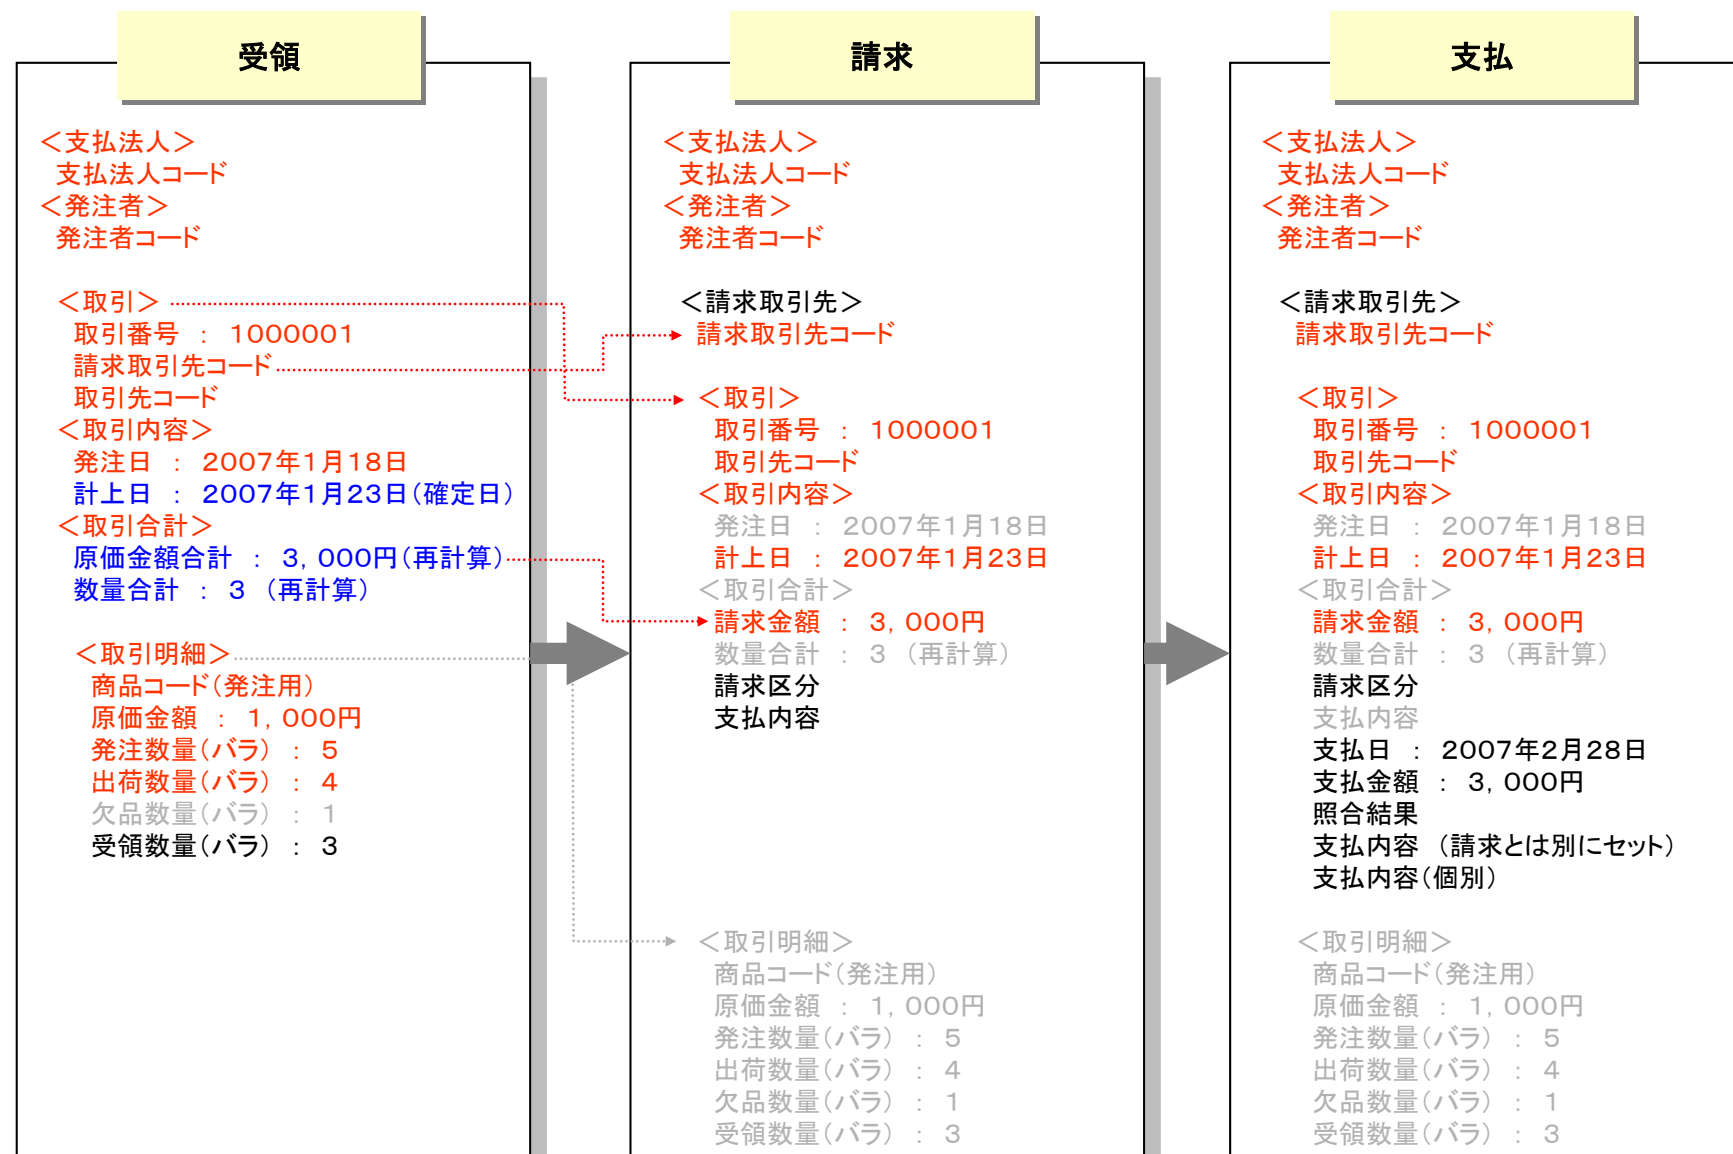 受領
<支払法人>
支払法人コード
<発注者>
発注者コード
<取引>
取引番号 : 1000001
請求取引先コード
取引先コード
<取引内容>
発注日 : 2007年1月18日
計上日 : 2007年1月23日(確定日)
<取引合計>
原価金額合計 : 3,000円(再計算)
数量合計 : 3 (再計算)
<取引明細>
商品コード(発注用)
原価金額 : 1,000円
発注数量(バラ) : 5
出荷数量(バラ) : 4
欠品数量(バラ) : 1
受領数量(バラ) : 3
請求
<支払法人>
支払法人コード
<発注者>
発注者コード
<請求取引先>
請求取引先コード
<取引>
取引番号 : 1000001
取引先コード
<取引内容>
発注日 : 2007年1月18日
計上日 : 2007年1月23日
<取引合計>
請求金額 : 3,000円
数量合計 : 3 (再計算)
請求区分
支払内容
<取引明細>
商品コード(発注用)
原価金額 : 1,000円
発注数量(バラ) : 5
出荷数量(バラ) : 4
欠品数量(バラ) : 1
受領数量(バラ) : 3
支払
<支払法人>
支払法人コード
<発注者>
発注者コード
<請求取引先>
請求取引先コード
<取引>
取引番号 : 1000001
取引先コード
<取引内容>
発注日 : 2007年1月18日
計上日 : 2007年1月23日
<取引合計>
請求金額 : 3,000円
数量合計 : 3 (再計算)
請求区分
支払内容
支払日 : 2007年2月28日
支払金額 : 3,000円
照合結果
支払内容 (請求とは別にセット)
支払内容(個別)
<取引明細>
商品コード(発注用)
原価金額 : 1,000円
発注数量(バラ) : 5
出荷数量(バラ) : 4
欠品数量(バラ) : 1
受領数量(バラ) : 3